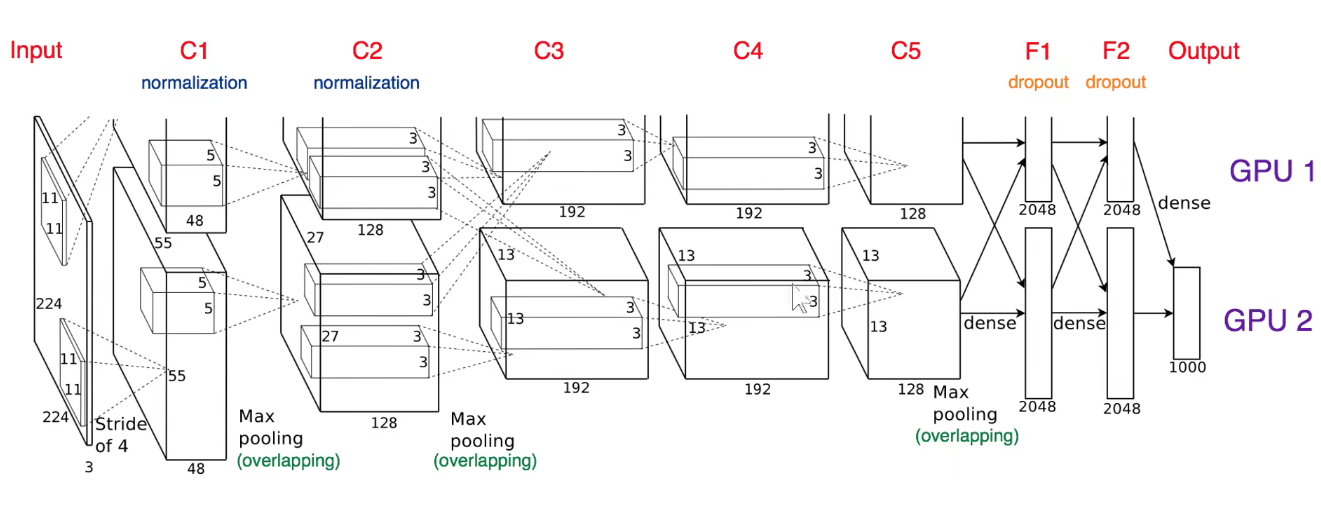 Input
C1
C2
C3
C4
C5
F1
F2
Output
normalization
normalization
dropout
dropout
GPU 1
GPU 2
11
11
224
11
11
224
3
Stride
of 4
5
5
48
55
5
5
55
48
Max
pooling
(overlapping)
3
3
3
128
27
3
3
27
3
3
128
Max
pooling
(overlapping)
3
3
192
13
13
3
3
192
3
3
192
13
3
3
13
192
128
13
13
128
Max
pooling
(overlapping)
dense
dense
dense
2048
2048
2048
2048
1000